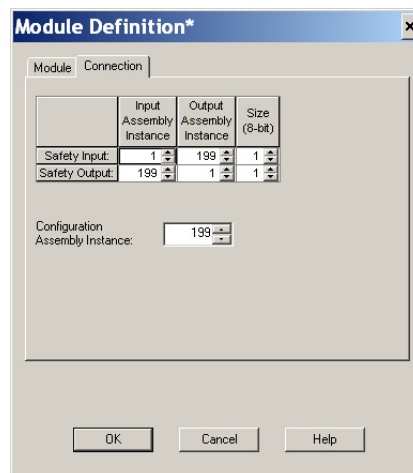 Module Definition*
Module Connection
Input Assembly Instance Output Assembly Instance Size (8-bit)
Safety Input: 1 199 1
Safety Output: 199 1 1
Configuration
Assembly Instance: 199
OK Cancel Help